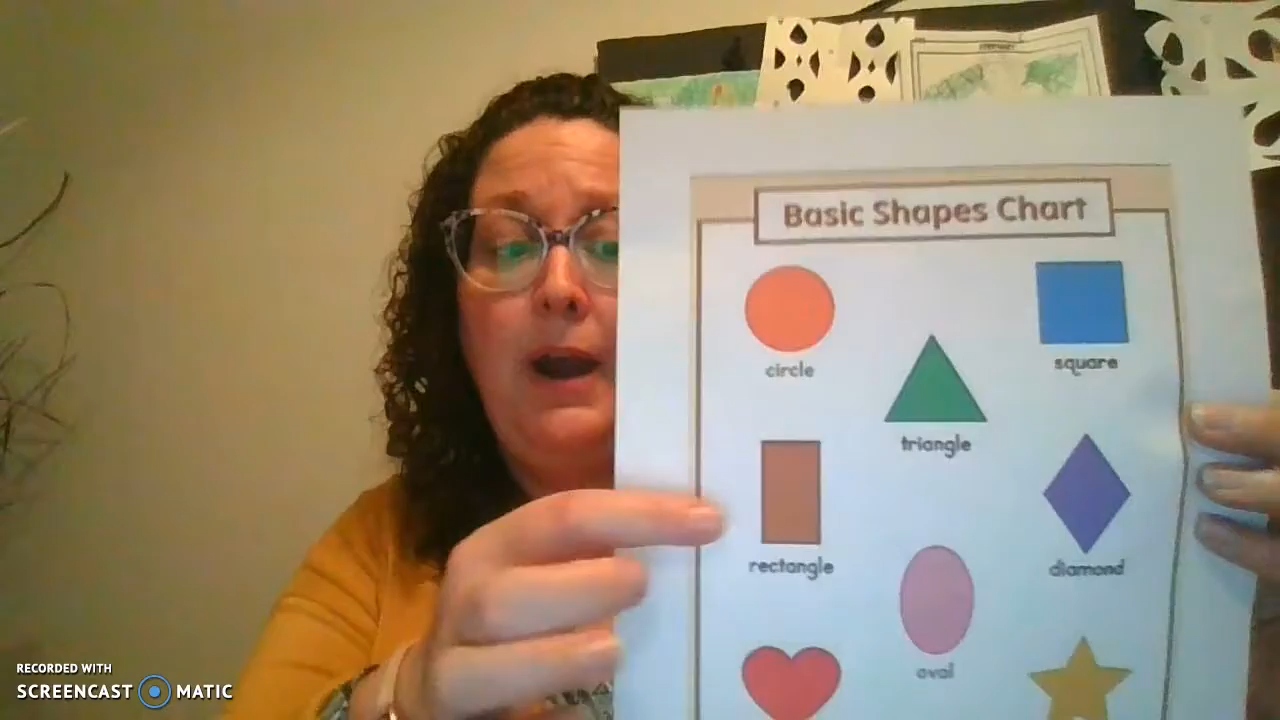 Basic Shapes Chart
circle
square
triangle
rectangle
diamond
oval
RECORDED WITH
SCREENCAST MATIC